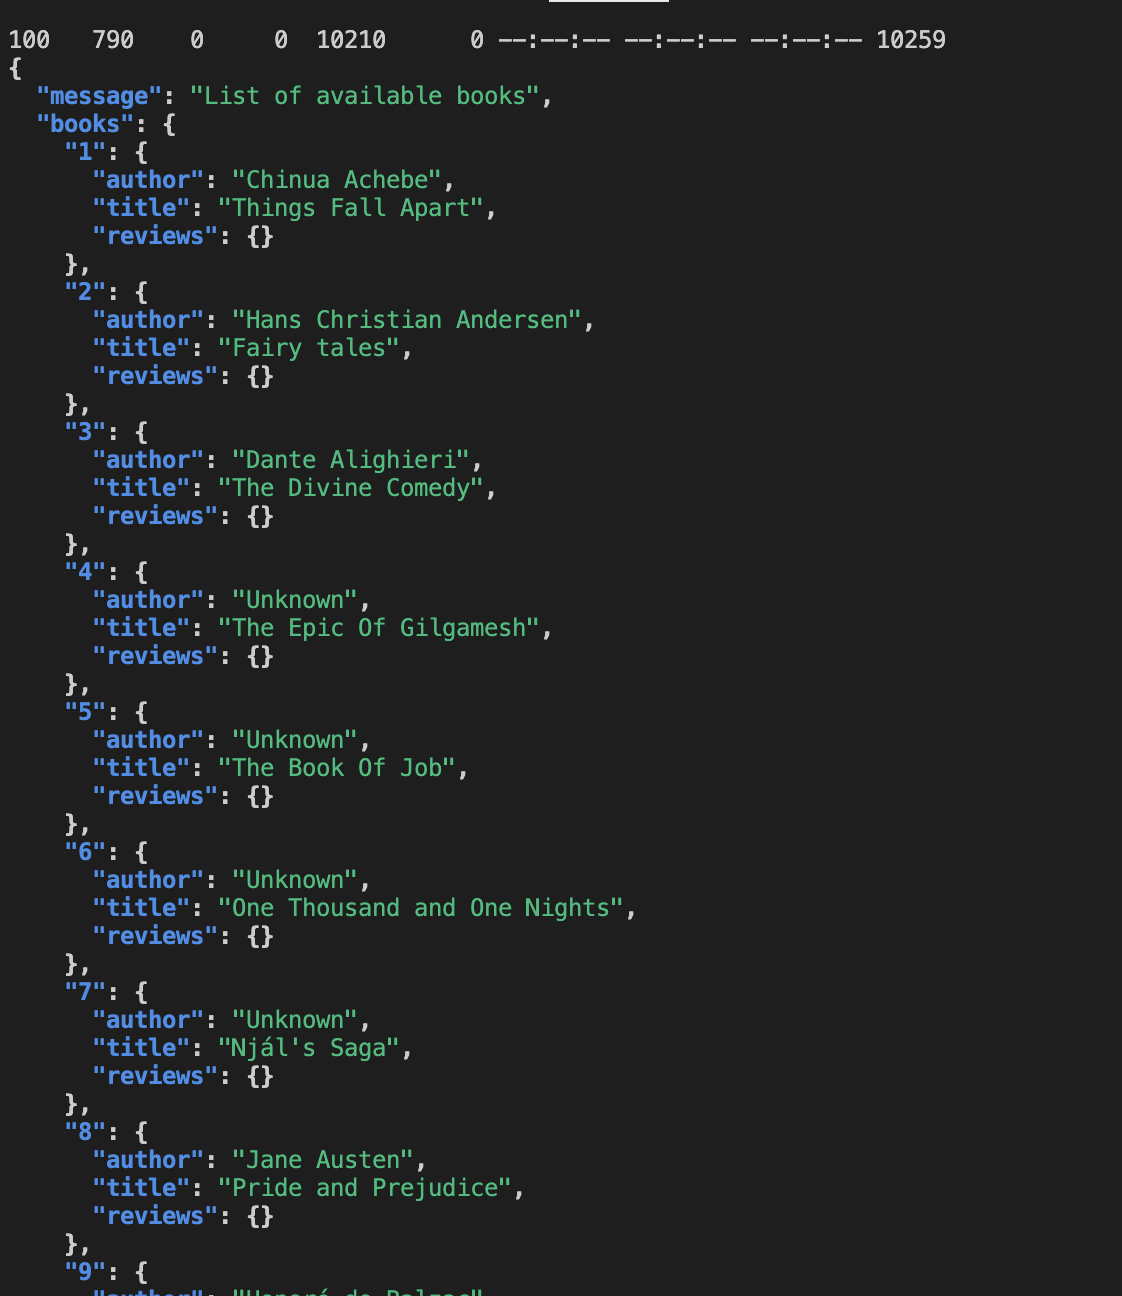 100   790     0     0  10210      0 --:--:-- --:--:-- --:--:-- 10259
{
  "message": "List of available books",
  "books": {
    "1": {
      "author": "Chinua Achebe",
      "title": "Things Fall Apart",
      "reviews": {}
    },
    "2": {
      "author": "Hans Christian Andersen",
      "title": "Fairy tales",
      "reviews": {}
    },
    "3": {
      "author": "Dante Alighieri",
      "title": "The Divine Comedy",
      "reviews": {}
    },
    "4": {
      "author": "Unknown",
      "title": "The Epic Of Gilgamesh",
      "reviews": {}
    },
    "5": {
      "author": "Unknown",
      "title": "The Book Of Job",
      "reviews": {}
    },
    "6": {
      "author": "Unknown",
      "title": "One Thousand and One Nights",
      "reviews": {}
    },
    "7": {
      "author": "Unknown",
      "title": "Njál's Saga",
      "reviews": {}
    },
    "8": {
      "author": "Jane Austen",
      "title": "Pride and Prejudice",
      "reviews": {}
    },
    "9": {
      "author": "Honoré de Balzac"